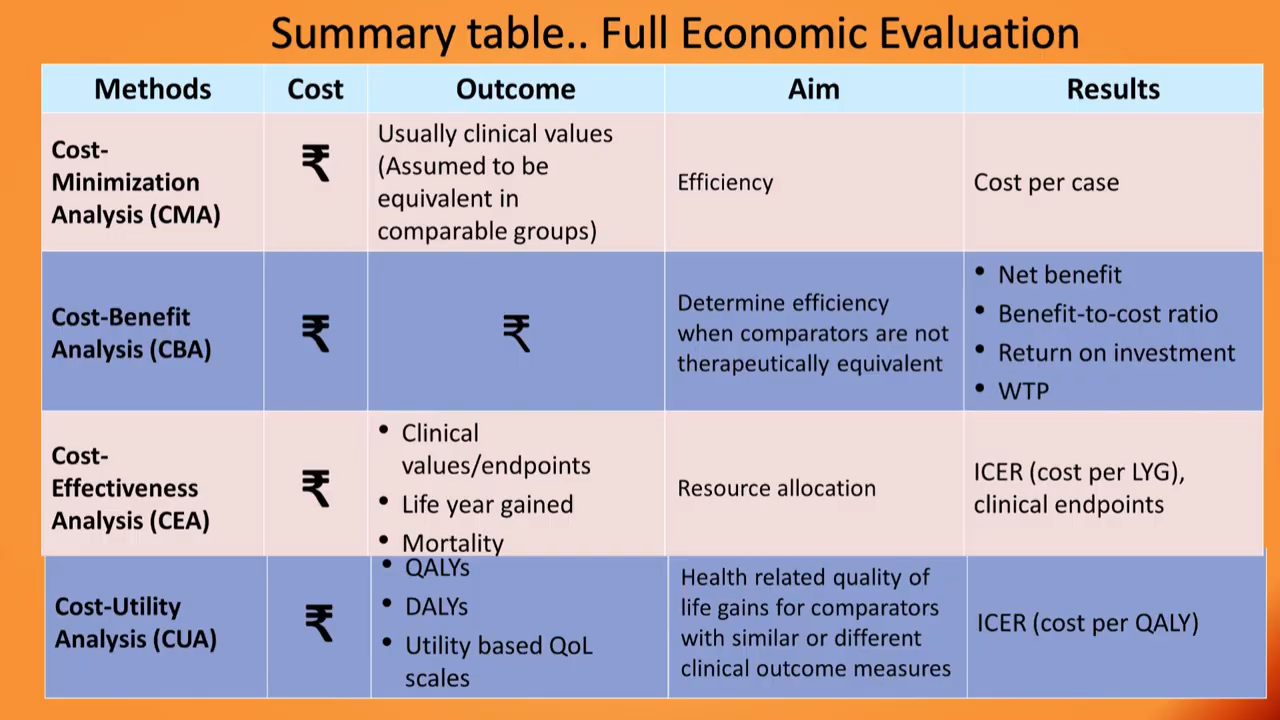 Summary table.. Full Economic Evaluation
Methods
Cost
Outcome
Aim
Results
Cost-
Minimization
Analysis (CMA)
₹
Usually clinical values
(Assumed to be
equivalent in
comparable groups)
Efficiency
Cost per case
Cost-Benefit
Analysis (CBA)
₹
₹
Determine efficiency
when comparators are not
therapeutically equivalent
• Net benefit
• Benefit-to-cost ratio
• Return on investment
• WTP
Cost-
Effectiveness
Analysis (CEA)
₹
• Clinical
values/endpoints
• Life year gained
• Mortality
Resource allocation
ICER (cost per LYG),
clinical endpoints
Cost-Utility
Analysis (CUA)
₹
• QALYs
• DALYs
• Utility based QoL
scales
Health related quality of
life gains for comparators
with similar or different
clinical outcome measures
ICER (cost per QALY)